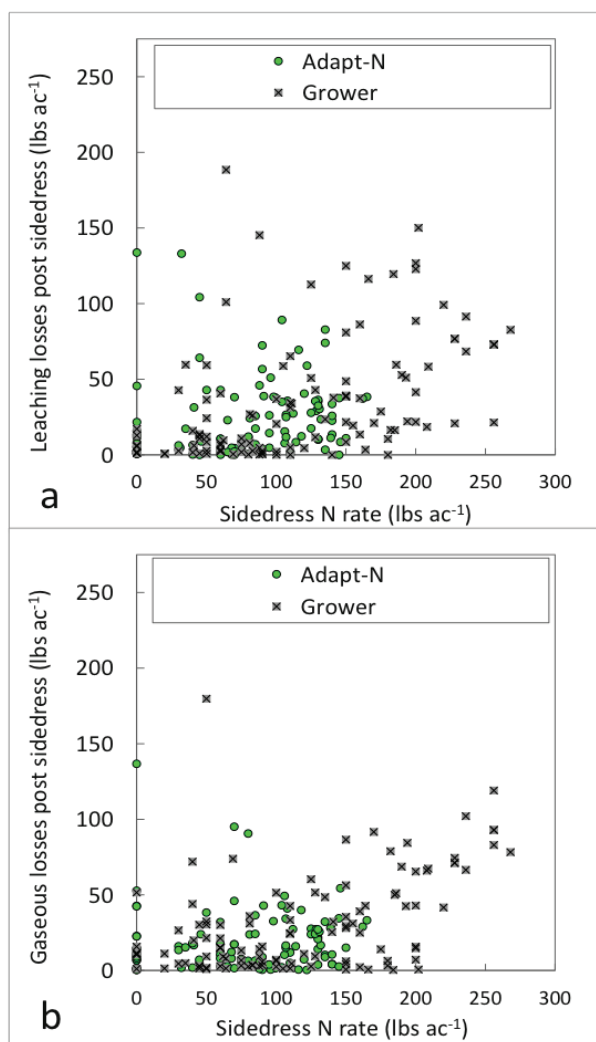 Adapt-N
Grower
250
200
150
100
50
0
Leaching losses post sidedress (lbs ac⁻¹)
0 50 100 150 200 250 300
Sidedress N rate (lbs ac⁻¹)
a
Adapt-N
Grower
250
200
150
100
50
0
Gaseous losses post sidedress (lbs ac⁻¹)
0 50 100 150 200 250 300
Sidedress N rate (lbs ac⁻¹)
b